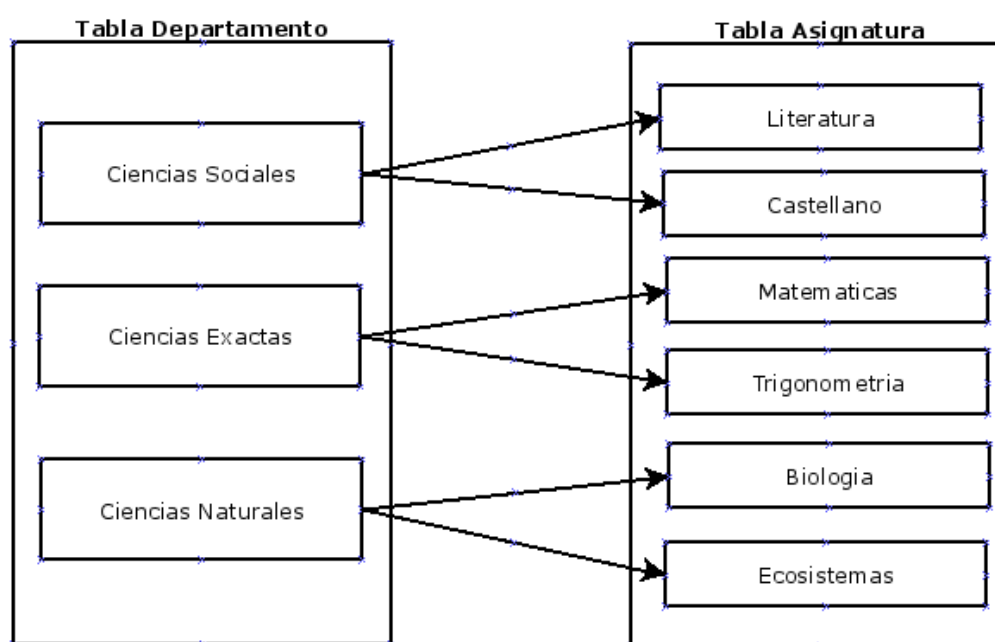 Tabla Departamento
Ciencias Sociales
Ciencias Exactas
Ciencias Naturales
Tabla Asignatura
Literatura
Castellano
Matematicas
Trigonometria
Biologia
Ecosistemas